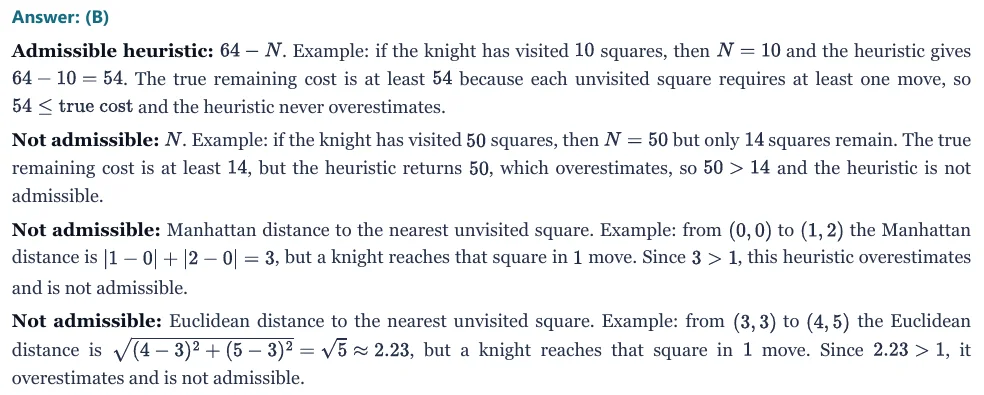 Answer: (B)
Admissible heuristic: 64 − N. Example: if the knight has visited 10 squares, then N = 10 and the heuristic gives
64 − 10 = 54. The true remaining cost is at least 54 because each unvisited square requires at least one move, so
54 ≤ true cost and the heuristic never overestimates.
Not admissible: N. Example: if the knight has visited 50 squares, then N = 50 but only 14 squares remain. The true
remaining cost is at least 14, but the heuristic returns 50, which overestimates, so 50 > 14 and the heuristic is not
admissible.
Not admissible: Manhattan distance to the nearest unvisited square. Example: from (0, 0) to (1, 2) the Manhattan
distance is |1 − 0| + |2 − 0| = 3, but a knight reaches that square in 1 move. Since 3 > 1, this heuristic overestimates
and is not admissible.
Not admissible: Euclidean distance to the nearest unvisited square. Example: from (3, 3) to (4, 5) the Euclidean
distance is √(4 − 3)² + (5 − 3)² = √5 ≈ 2.23, but a knight reaches that square in 1 move. Since 2.23 > 1, it
overestimates and is not admissible.